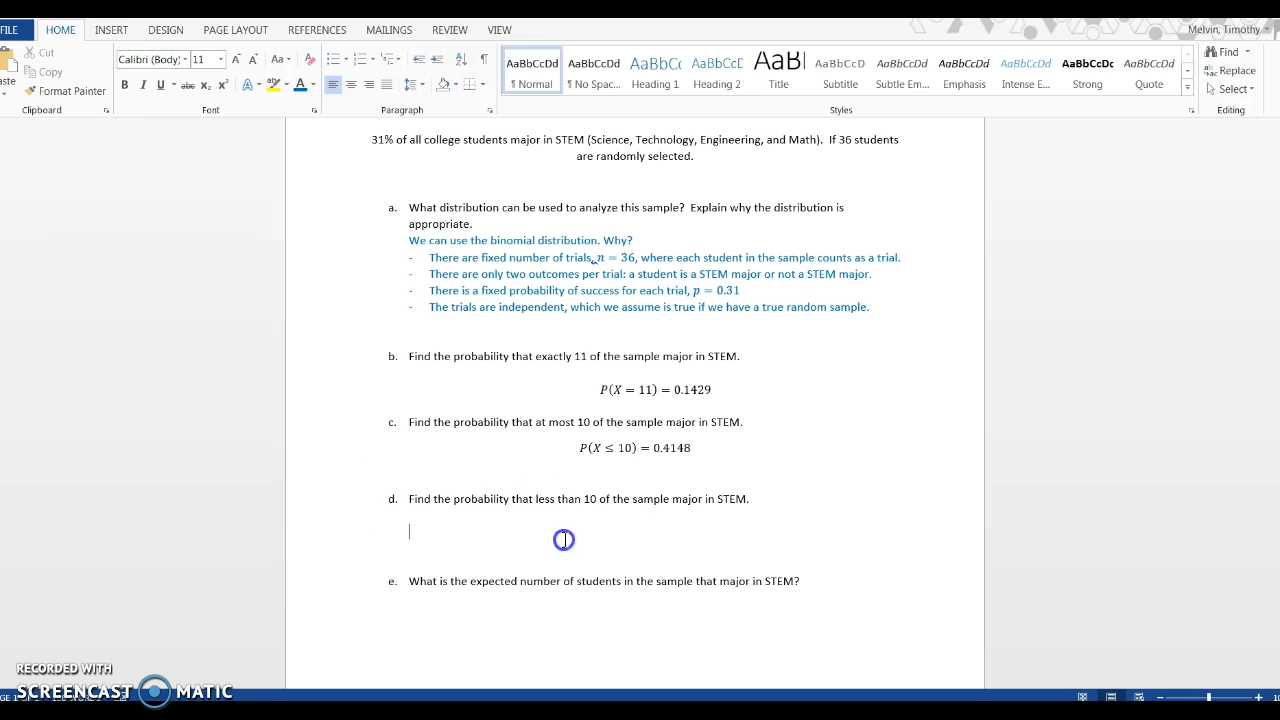 FILE HOME INSERT DESIGN PAGE LAYOUT REFERENCES MAILINGS REVIEW VIEW Melvin, Timothy
Cut
Copy
Format Painter
Clipboard
Calibri (Body) 11
Font
Paragraph
AaBbCcDd AaBbCcDd AaBbCc AaBbCcD AaBl AaBbCcD AaBbCcDd AaBbCcDd AaBbCcDd AaBbCcDc AaBbCcDd
¶ Normal ¶ No Spac... Heading 1 Heading 2 Title Subtitle Subtle Em... Emphasis Intense E... Strong Quote
Styles
Find
Replace
Select
Editing
31% of all college students major in STEM (Science, Technology, Engineering, and Math). If 36 students
are randomly selected.
a. What distribution can be used to analyze this sample? Explain why the distribution is
appropriate.
We can use the binomial distribution. Why?
- There are fixed number of trials, n = 36, where each student in the sample counts as a trial.
- There are only two outcomes per trial: a student is a STEM major or not a STEM major.
- There is a fixed probability of success for each trial, p = 0.31
- The trials are independent, which we assume is true if we have a true random sample.
b. Find the probability that exactly 11 of the sample major in STEM.
P(X = 11) = 0.1429
c. Find the probability that at most 10 of the sample major in STEM.
P(X ≤ 10) = 0.4148
d. Find the probability that less than 10 of the sample major in STEM.
e. What is the expected number of students in the sample that major in STEM?
RECORDED WITH
SCREENCAST MATIC